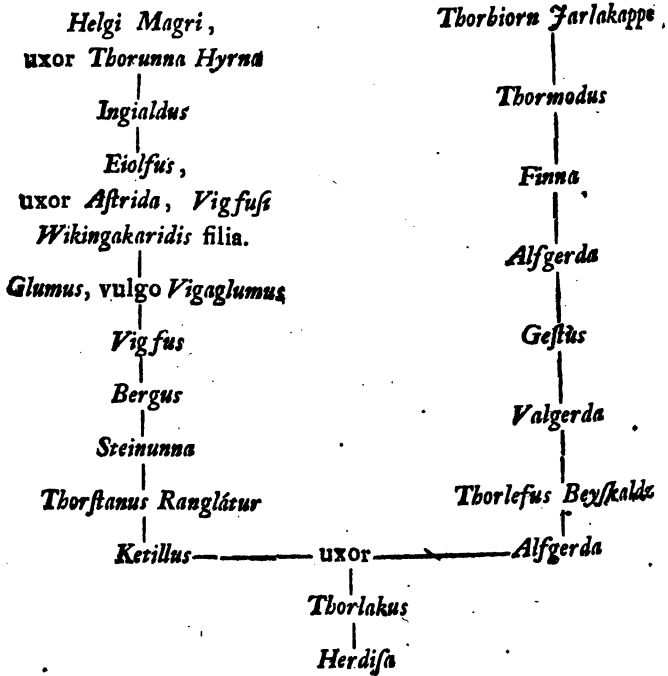 Helgi Magri,
uxor Thorunna Hyrna
Ingialdus
Eiolfus,
uxor Aſtrida, Vigfuſi
Wikingakaridis filia.
Glumus, vulgo Vigaglumus
Vigfus
Bergus
Steinunna
Thorſtanus Ranglátur
Ketillus
Thorbiorn Jarlakappe,
Thormodus
Finna
Alfgerda
Geſtùs
Valgerda
Thorlefus Beyſkaldz
Alfgerda
uxor
Thorlakus
Herdiſa